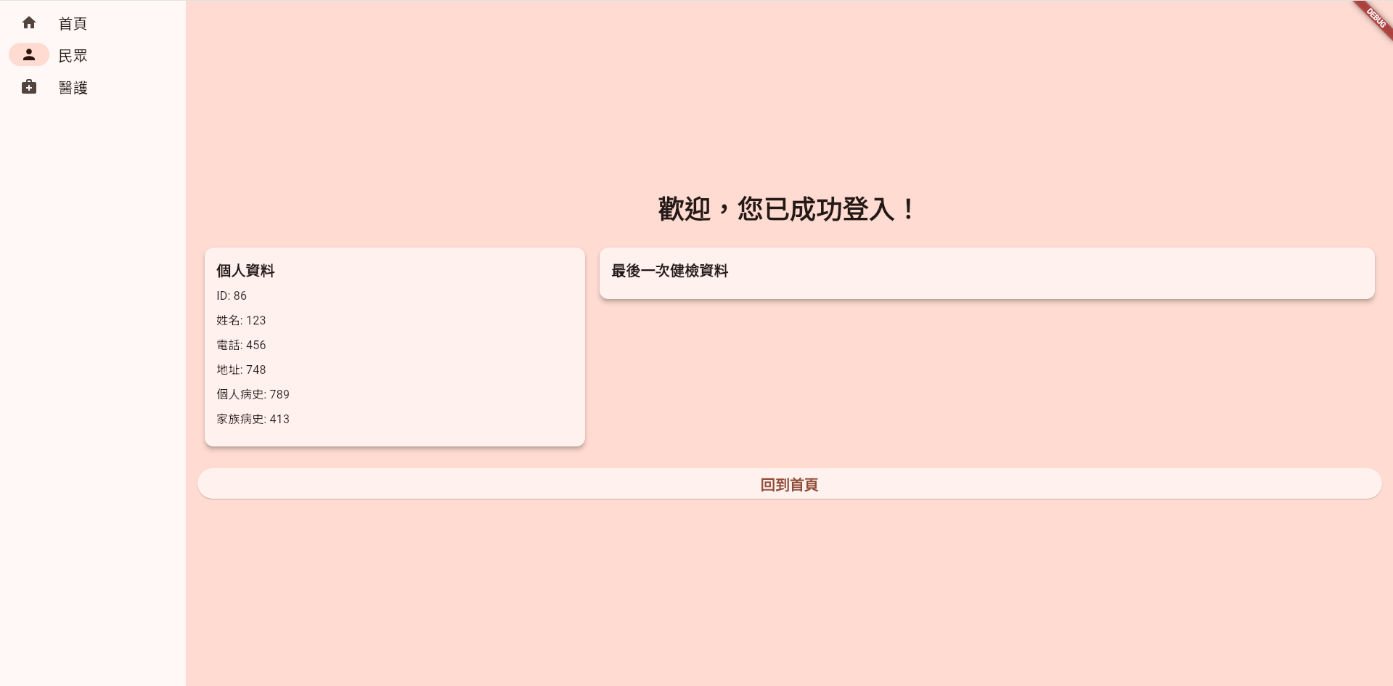 首頁
民眾
醫護
DEBUG
歡迎，您已成功登入！
個人資料
ID: 86
姓名: 123
電話: 456
地址: 748
個人病史: 789
家族病史: 413
最後一次健檢資料
回到首頁